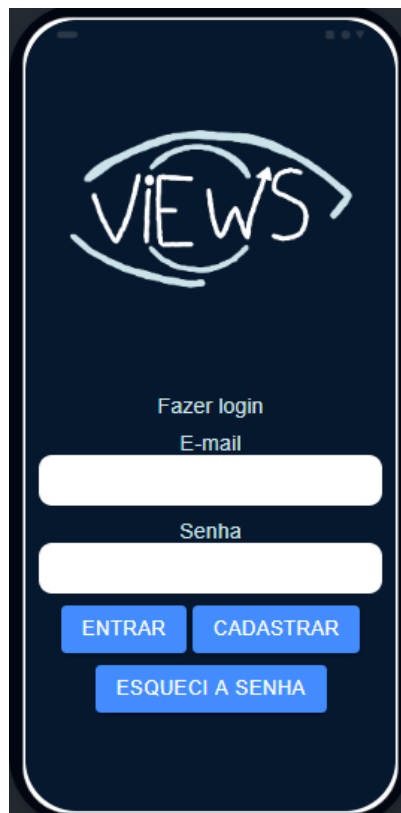 ViEWS
Fazer login
E-mail
Senha
ENTRAR CADASTRAR
ESQUECI A SENHA